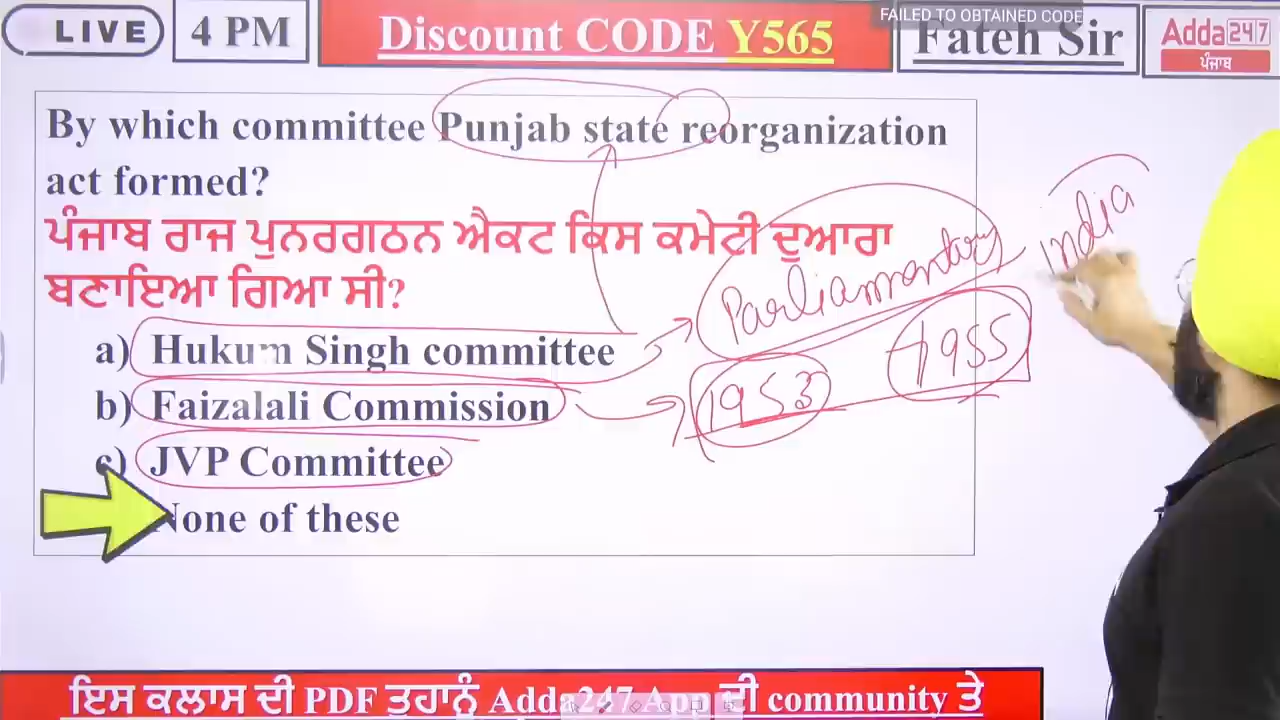 LIVE
4 PM
Discount CODE Y565
FAILED TO OBTAINED CODE
Fateh Sir
Adda247
ਪੰਜਾਬ
By which committee Punjab state reorganization
act formed?
ਪੰਜਾਬ ਰਾਜ ਪੁਨਰਗਠਨ ਐਕਟ ਕਿਸ ਕਮੇਟੀ ਦੁਆਰਾ
ਬਣਾਇਆ ਗਿਆ ਸੀ?
a) Hukum Singh committee
b) Faizalali Commission
c) JVP Committee
None of these
Parliamentary
India
1953
1955
ਇਸ ਕਲਾਸ ਦੀ PDF ਤੁਹਾਨੂੰ Adda247 App ਦੀ community ਤੇ